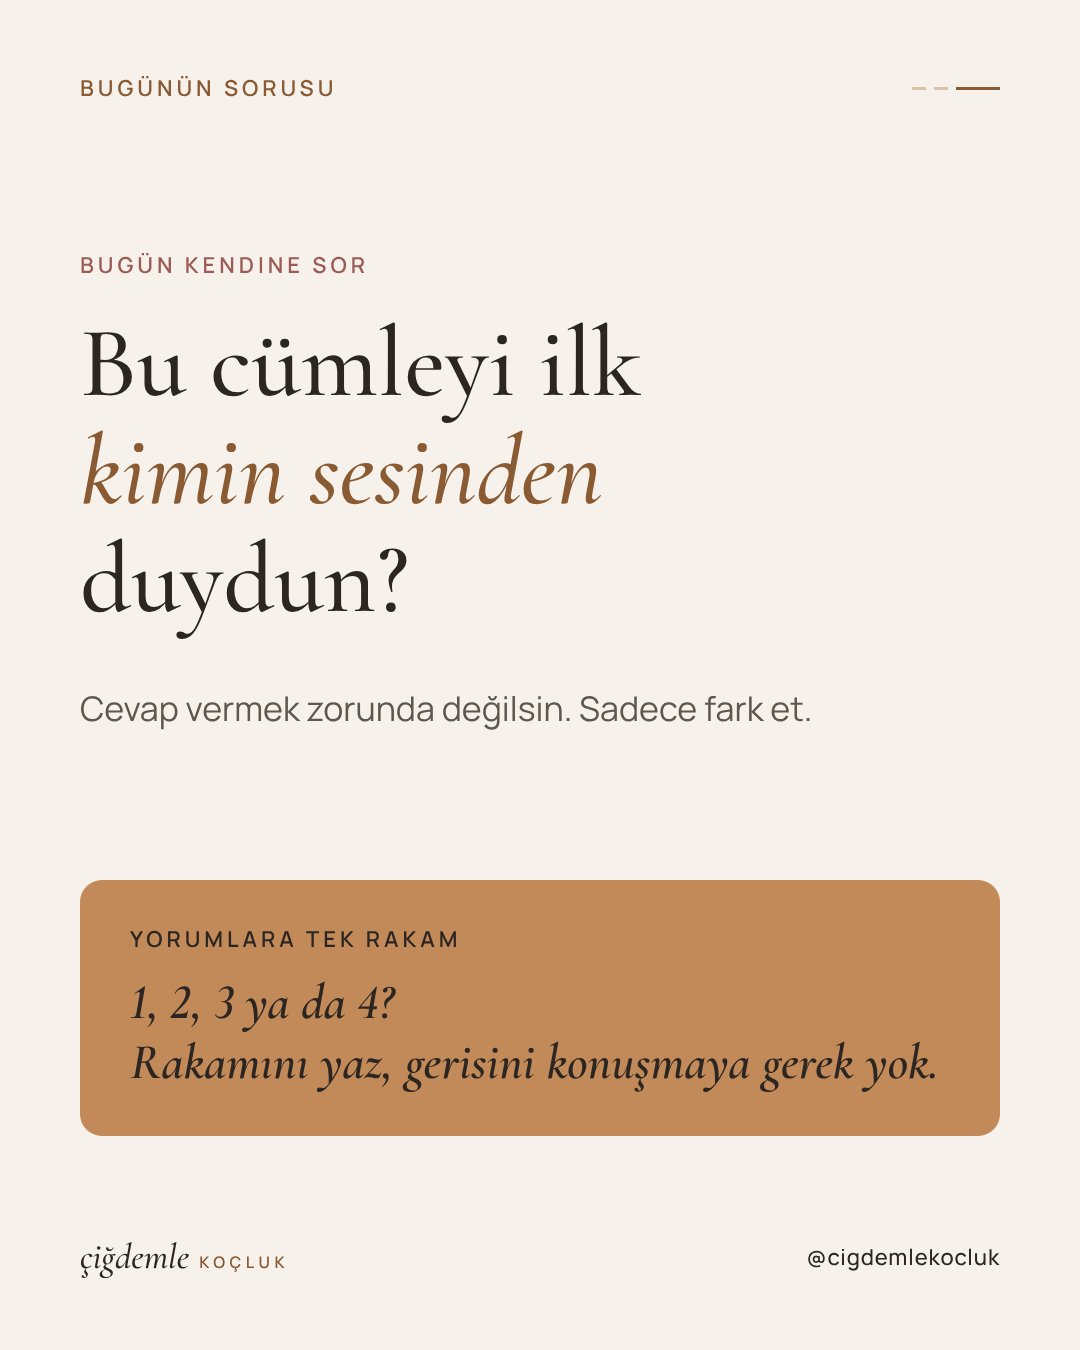 BUGÜNÜN SORUSU
BUGÜN KENDINE SOR
Bu cümleyi ilk
kimin sesinden
duydun?
Cevap vermek zorunda değilsin. Sadece fark et.
YORUMLARA TEK RAKAM
1, 2, 3 ya da 4?
Rakamını yaz, gerisini konuşmaya gerek yok.
çiğdemle KOÇLUK
@cigdemlekocluk